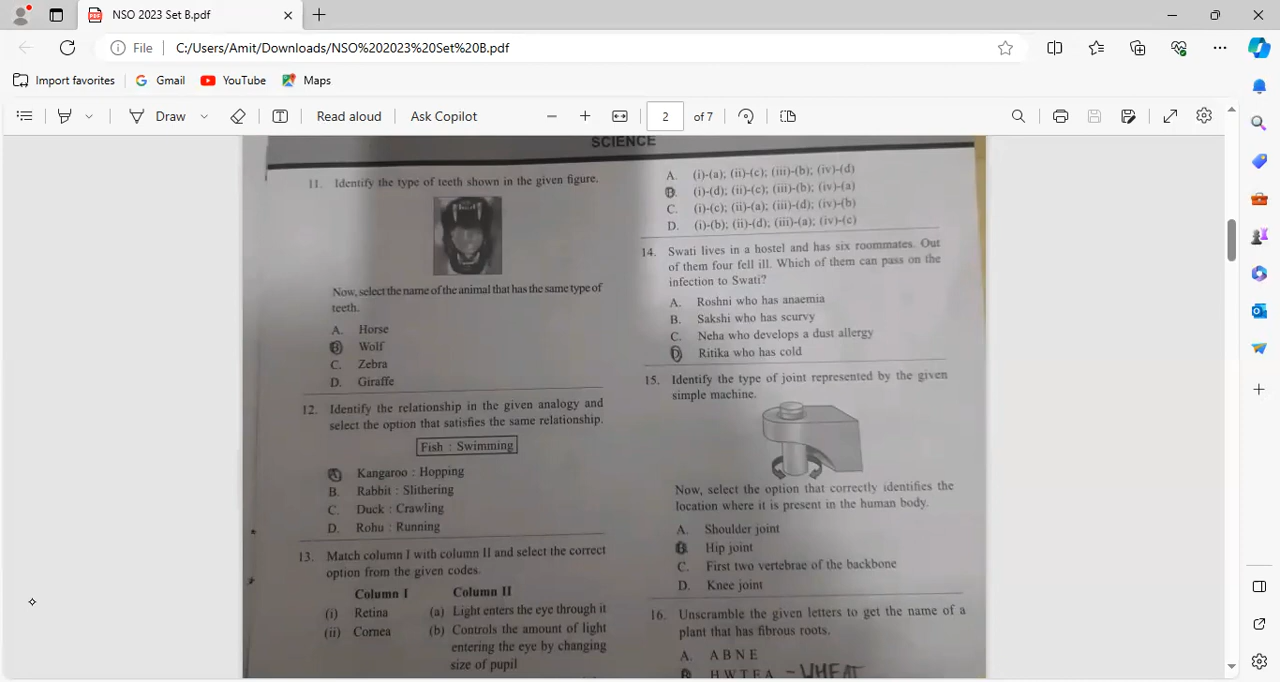 NSO 2023 Set B.pdf
File
C:/Users/Amit/Downloads/NSO%202023%20Set%20B.pdf
Import favorites
Gmail
YouTube
Maps
Draw
Read aloud
Ask Copilot
2
of 7
SCIENCE
11. Identify the type of teeth shown in the given figure.
Now, select the name of the animal that has the same type of
teeth.
A. Horse
B. Wolf
C. Zebra
D. Giraffe
12. Identify the relationship in the given analogy and
select the option that satisfies the same relationship.
Fish : Swimming
A. Kangaroo : Hopping
B. Rabbit : Slithering
C. Duck : Crawling
D. Rohu : Running
13. Match column I with column II and select the correct
option from the given codes.
Column I Column II
(i) Retina (a) Light enters the eye through it
(ii) Cornea (b) Controls the amount of light
entering the eye by changing
size of pupil
A. (i)-(a); (ii)-(c); (iii)-(b); (iv)-(d)
B. (i)-(d); (ii)-(c); (iii)-(b); (iv)-(a)
C. (i)-(c); (ii)-(a); (iii)-(d); (iv)-(b)
D. (i)-(b); (ii)-(d); (iii)-(a); (iv)-(c)
14. Swati lives in a hostel and has six roommates. Out
of them four fell ill. Which of them can pass on the
infection to Swati?
A. Roshni who has anaemia
B. Sakshi who has scurvy
C. Neha who develops a dust allergy
D. Ritika who has cold
15. Identify the type of joint represented by the given
simple machine.
Now, select the option that correctly identifies the
location where it is present in the human body.
A. Shoulder joint
B. Hip joint
C. First two vertebrae of the backbone
D. Knee joint
16. Unscramble the given letters to get the name of a
plant that has fibrous roots.
A. A B N E
B. H W T E A - WHEAT